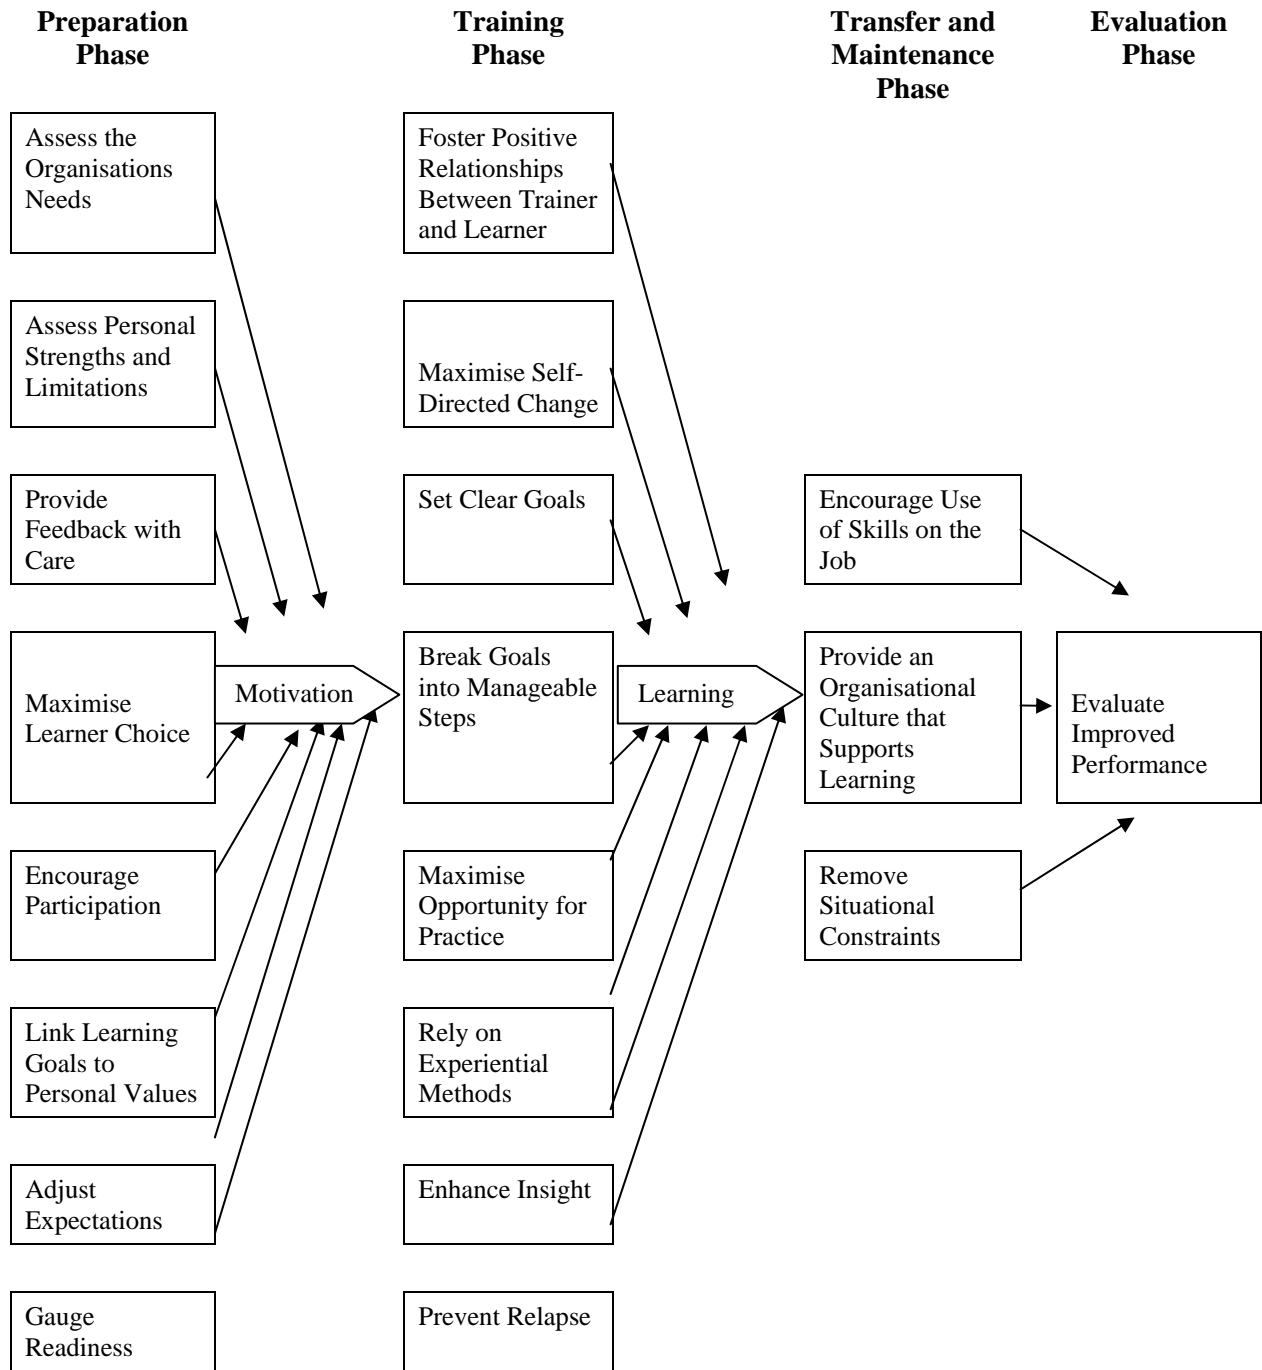 Preparation
Phase
Training
Phase
Transfer and
Maintenance
Phase
Evaluation
Phase
Assess the
Organisations
Needs
Assess Personal
Strengths and
Limitations
Provide
Feedback with
Care
Maximise
Learner Choice
Encourage
Participation
Link Learning
Goals to
Personal Values
Adjust
Expectations
Gauge
Readiness
Motivation
Foster Positive
Relationships
Between Trainer
and Learner
Maximise Self-
Directed Change
Set Clear Goals
Break Goals
into Manageable
Steps
Maximise
Opportunity for
Practice
Rely on
Experiential
Methods
Enhance Insight
Prevent Relapse
Learning
Encourage Use
of Skills on the
Job
Provide an
Organisational
Culture that
Supports
Learning
Remove
Situational
Constraints
Evaluate
Improved
Performance